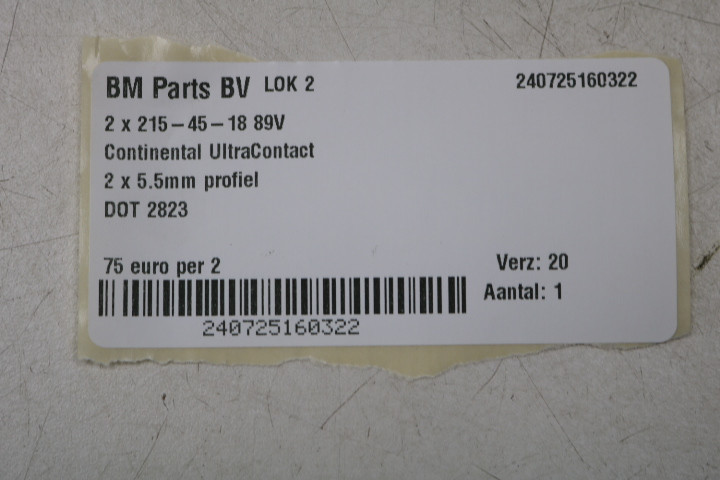 BM Parts BV LOK 2 240725160322
2 x 215-45-18 89V
Continental UltraContact
2 x 5.5mm profiel
DOT 2823
75 euro per 2 Verz: 20
Aantal: 1
240725160322